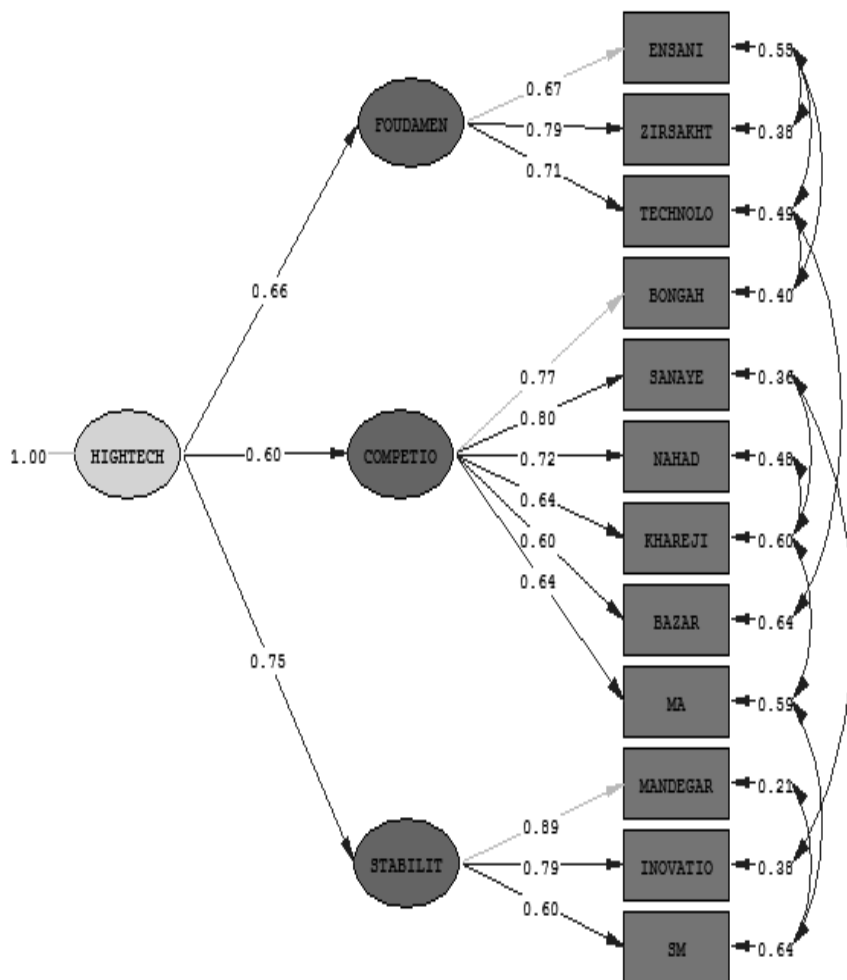 ENSANI
0.55
0.67
FOUDAMEN
0.79
ZIRSAKHT
0.38
0.71
TECHNOLO
0.49
0.66
BONGAH
0.40
0.77
SANAYE
0.36
0.80
1.00
HIGHTECH
0.60
COMPETIO
0.72
NAHAD
0.48
0.64
KHAREJI
0.60
0.60
0.64
BAZAR
0.64
0.75
MA
0.59
MANDEGAR
0.21
0.89
STABILIT
0.79
INOVATIO
0.38
0.60
SM
0.64